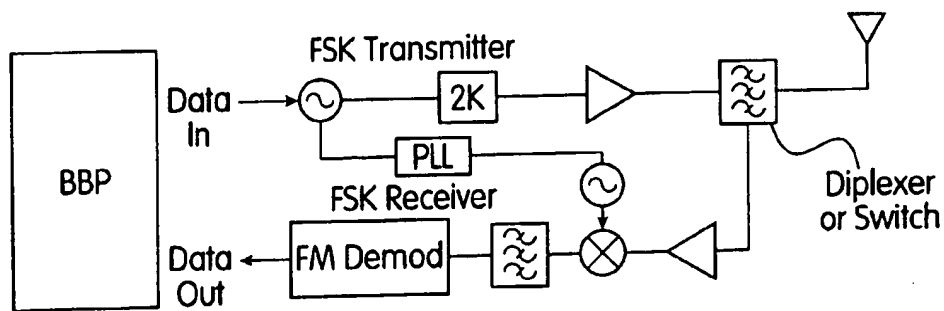 FSK Transmitter
Data
In
2K
PLL
BBP
FSK Receiver
Diplexer
or Switch
FM Demod
Data
Out